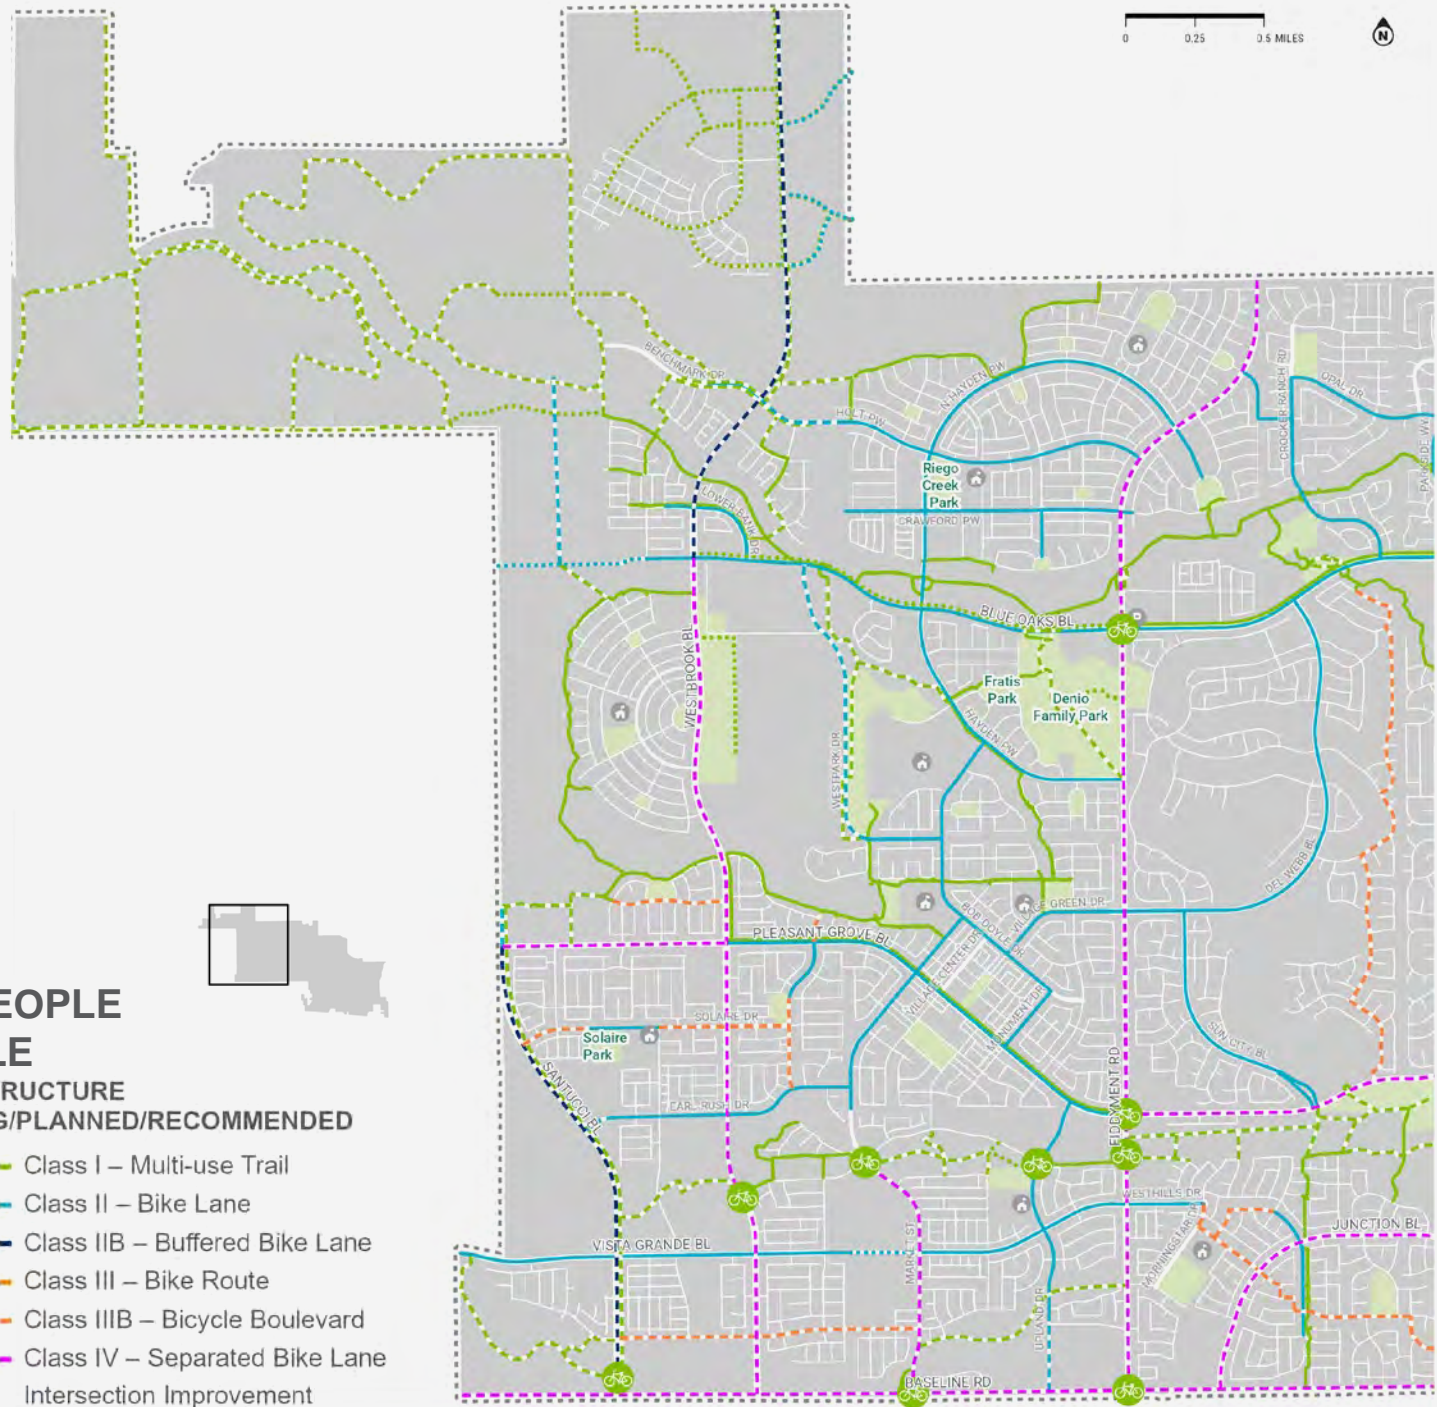 0 0.25 0.5 MILES
N
BENCHMARK DR
N HAYDEN PW
HOLT PW
CROCKER RANCH RD
OPAL DR
PARKSIDE WY
Riego
Creek
Park
LOWER BANK DR
CRAWFORD PW
BLUE OAKS BL
WESTBROOK BL
Fratis
Park
Denio
Family Park
HAYDEN PW
WESTPARK DR
DEL WEBB BL
BOB DOYLE DR
VILLAGE GREEN DR
PLEASANT GROVE BL
VILLAGE CENTER DR
MONUMENT DR
SOLAIRE DR
Solaire
Park
SUN CITY BL
SANTUCCI BL
EARL RUSH DR
FIDDYMENT RD
WESTHILLS DR
MORNINGSTAR DR
JUNCTION BL
VISTA GRANDE BL
MARKET ST
UPLAND DR
BASELINE RD
EOPLE
LE
RUCTURE
G/PLANNED/RECOMMENDED
Class I – Multi-use Trail
Class II – Bike Lane
Class IIB – Buffered Bike Lane
Class III – Bike Route
Class IIIB – Bicycle Boulevard
Class IV – Separated Bike Lane
Intersection Improvement